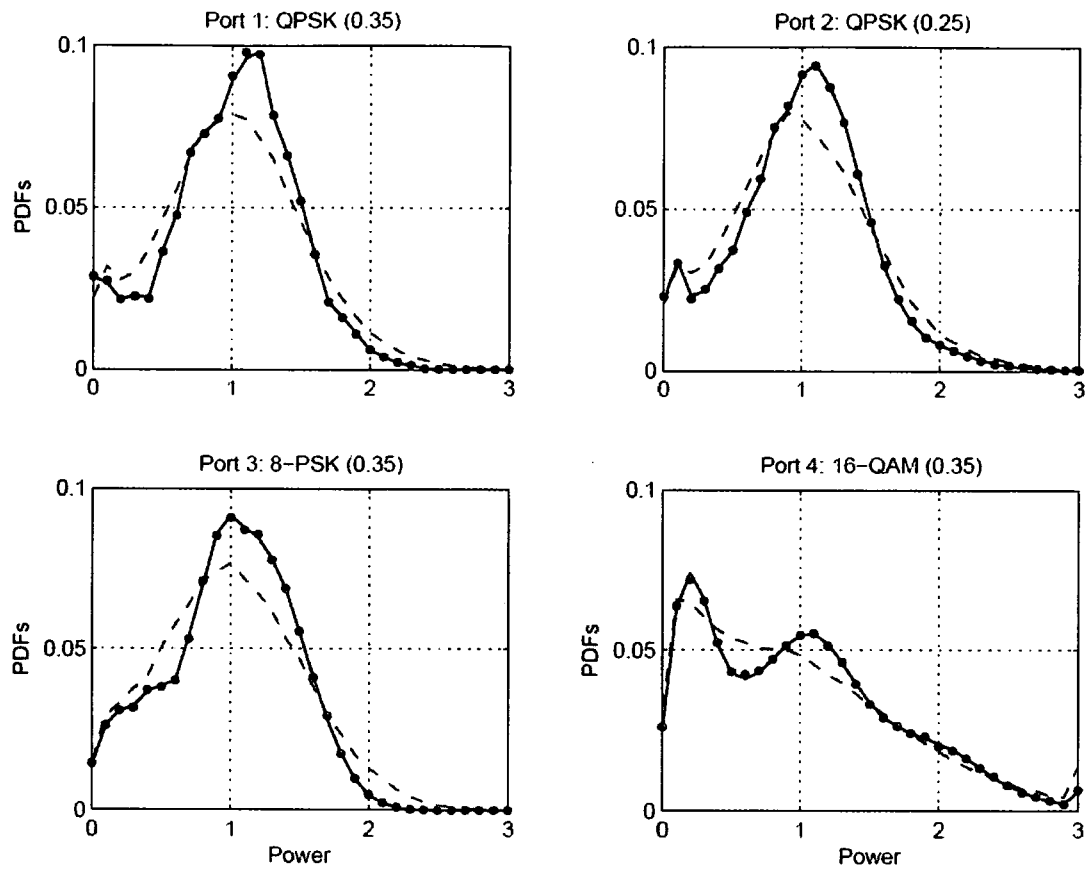 Port 1: QPSK (0.35)
0.1
0.05
0
PDFs
0 1 2 3
Port 2: QPSK (0.25)
0.1
0.05
0
0 1 2 3
Port 3: 8-PSK (0.35)
0.1
0.05
0
PDFs
0 1 2 3
Power
Port 4: 16-QAM (0.35)
0.1
0.05
0
PDFs
0 1 2 3
Power